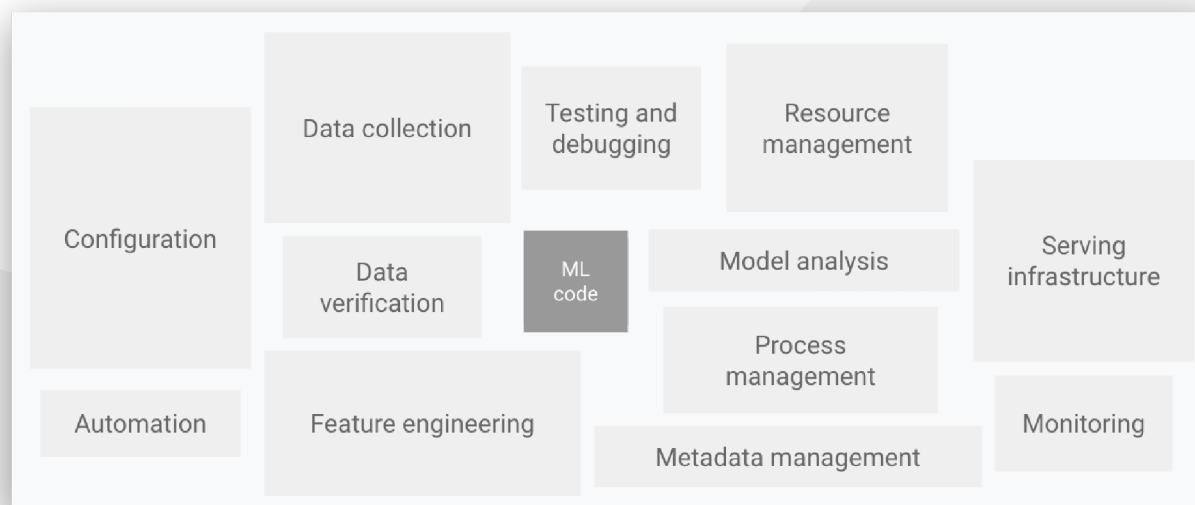 Data collection
Testing and
debugging
Resource
management
Configuration
Data
verification
ML
code
Model analysis
Serving
infrastructure
Process
management
Automation
Feature engineering
Metadata management
Monitoring